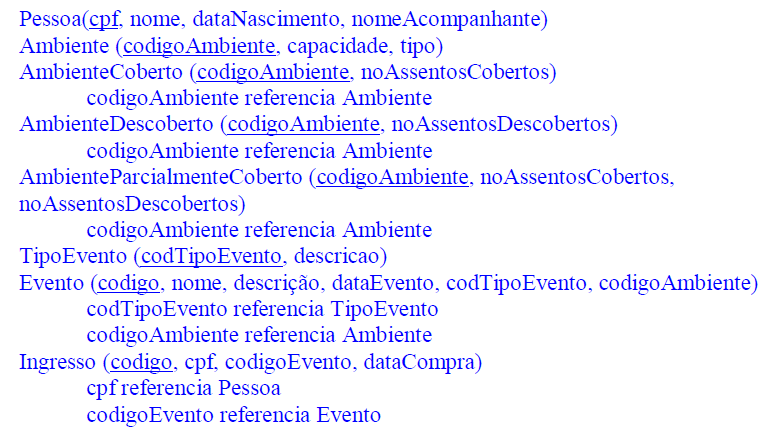 Pessoa(cpf, nome, dataNascimento, nomeAcompanhante)
Ambiente (codigoAmbiente, capacidade, tipo)
AmbienteCoberto (codigoAmbiente, noAssentosCobertos)
codigoAmbiente referencia Ambiente
AmbienteDescoberto (codigoAmbiente, noAssentosDescobertos)
codigoAmbiente referencia Ambiente
AmbienteParcialmenteCoberto (codigoAmbiente, noAssentosCobertos,
noAssentosDescobertos)
codigoAmbiente referencia Ambiente
TipoEvento (codTipoEvento, descricao)
Evento (codigo, nome, descrição, dataEvento, codTipoEvento, codigoAmbiente)
codTipoEvento referencia TipoEvento
codigoAmbiente referencia Ambiente
Ingresso (codigo, cpf, codigoEvento, dataCompra)
cpf referencia Pessoa
codigoEvento referencia Evento